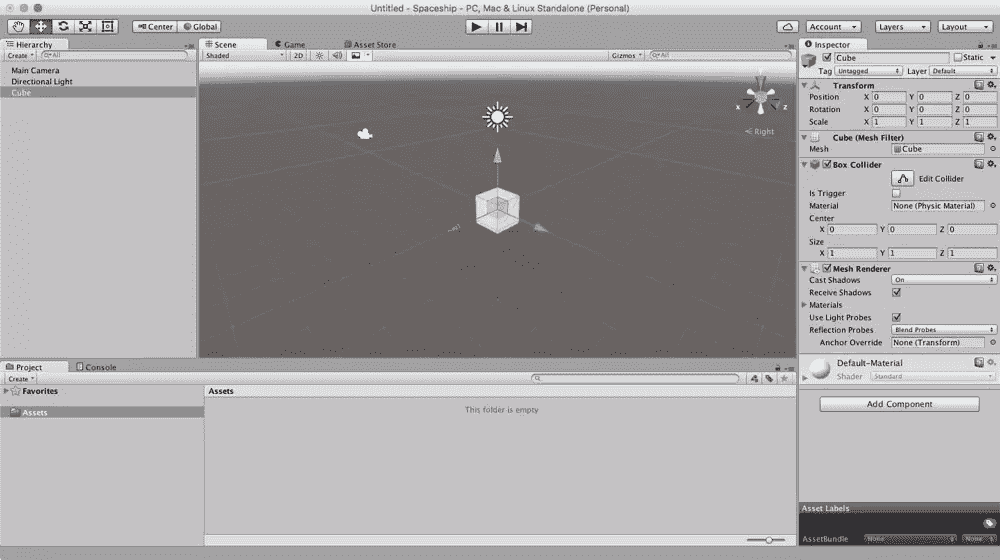 Untitled - Spaceship - PC, Mac & Linux Standalone (Personal)
Center Global Account Layers Layout
Hierarchy
Create All
Main Camera
Directional Light
Cube
Scene Game Asset Store
Shaded 2D Gizmos All
x z
Right
Inspector
Cube Static
Tag Untagged Layer Default
Transform
Position X 0 Y 0 Z 0
Rotation X 0 Y 0 Z 0
Scale X 1 Y 1 Z 1
Cube (Mesh Filter)
Mesh Cube
Box Collider
Edit Collider
Is Trigger
Material None (Physic Material)
Center
X 0 Y 0 Z 0
Size
X 1 Y 1 Z 1
Mesh Renderer
Cast Shadows On
Receive Shadows
Materials
Use Light Probes
Reflection Probes Blend Probes
Anchor Override None (Transform)
Default-Material
Shader Standard
Add Component
Asset Labels
AssetBundle None None
Project Console
Create
Favorites
Assets
Assets
This folder is empty